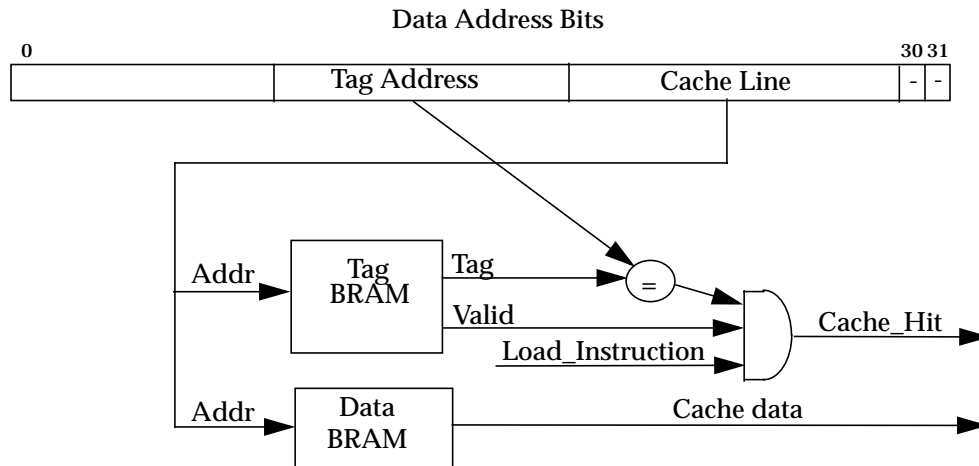 Data Address Bits
0 30 31
Tag Address Cache Line - -
Addr
Tag
BRAM
Tag
=
Valid
Cache_Hit
Load_Instruction
Addr
Data
BRAM
Cache data